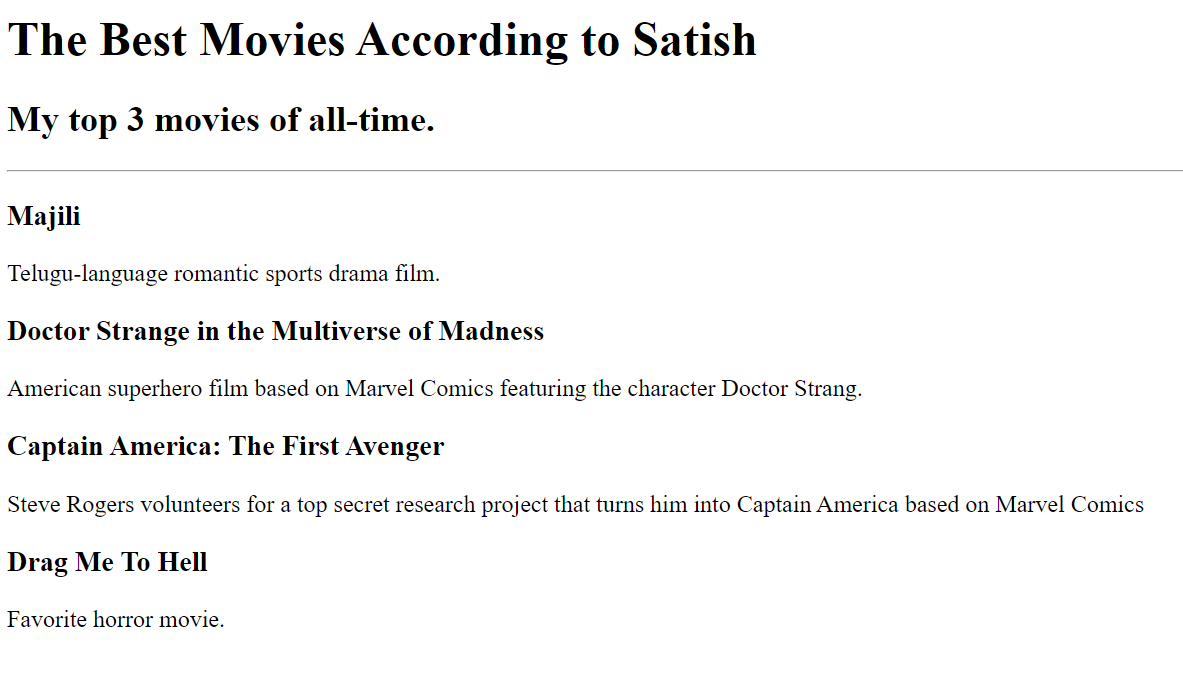 The Best Movies According to Satish
My top 3 movies of all-time.
Majili
Telugu-language romantic sports drama film.
Doctor Strange in the Multiverse of Madness
American superhero film based on Marvel Comics featuring the character Doctor Strang.
Captain America: The First Avenger
Steve Rogers volunteers for a top secret research project that turns him into Captain America based on Marvel Comics
Drag Me To Hell
Favorite horror movie.